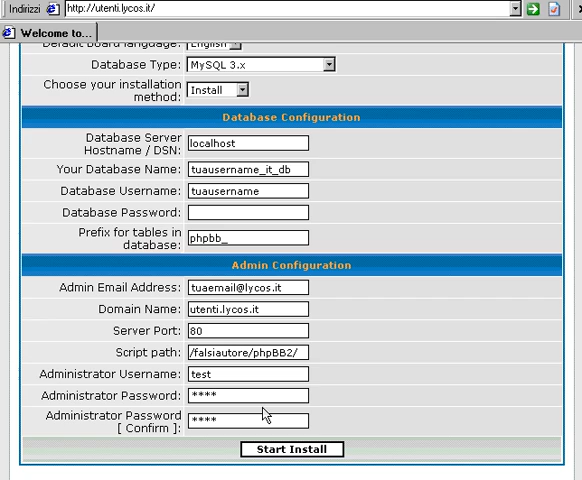 Indirizzi http://utenti.lycos.it/
Welcome to...
Default Board language: English
Database Type: MySQL 3.x
Choose your installation
method: Install
Database Configuration
Database Server
Hostname / DSN: localhost
Your Database Name: tuausername_it_db
Database Username: tuausername
Database Password:
Prefix for tables in
database: phpbb_
Admin Configuration
Admin Email Address: tuaemail@lycos.it
Domain Name: utenti.lycos.it
Server Port: 80
Script path: /falsiautore/phpBB2/
Administrator Username: test
Administrator Password: ****
Administrator Password
[ Confirm ]: ****
Start Install